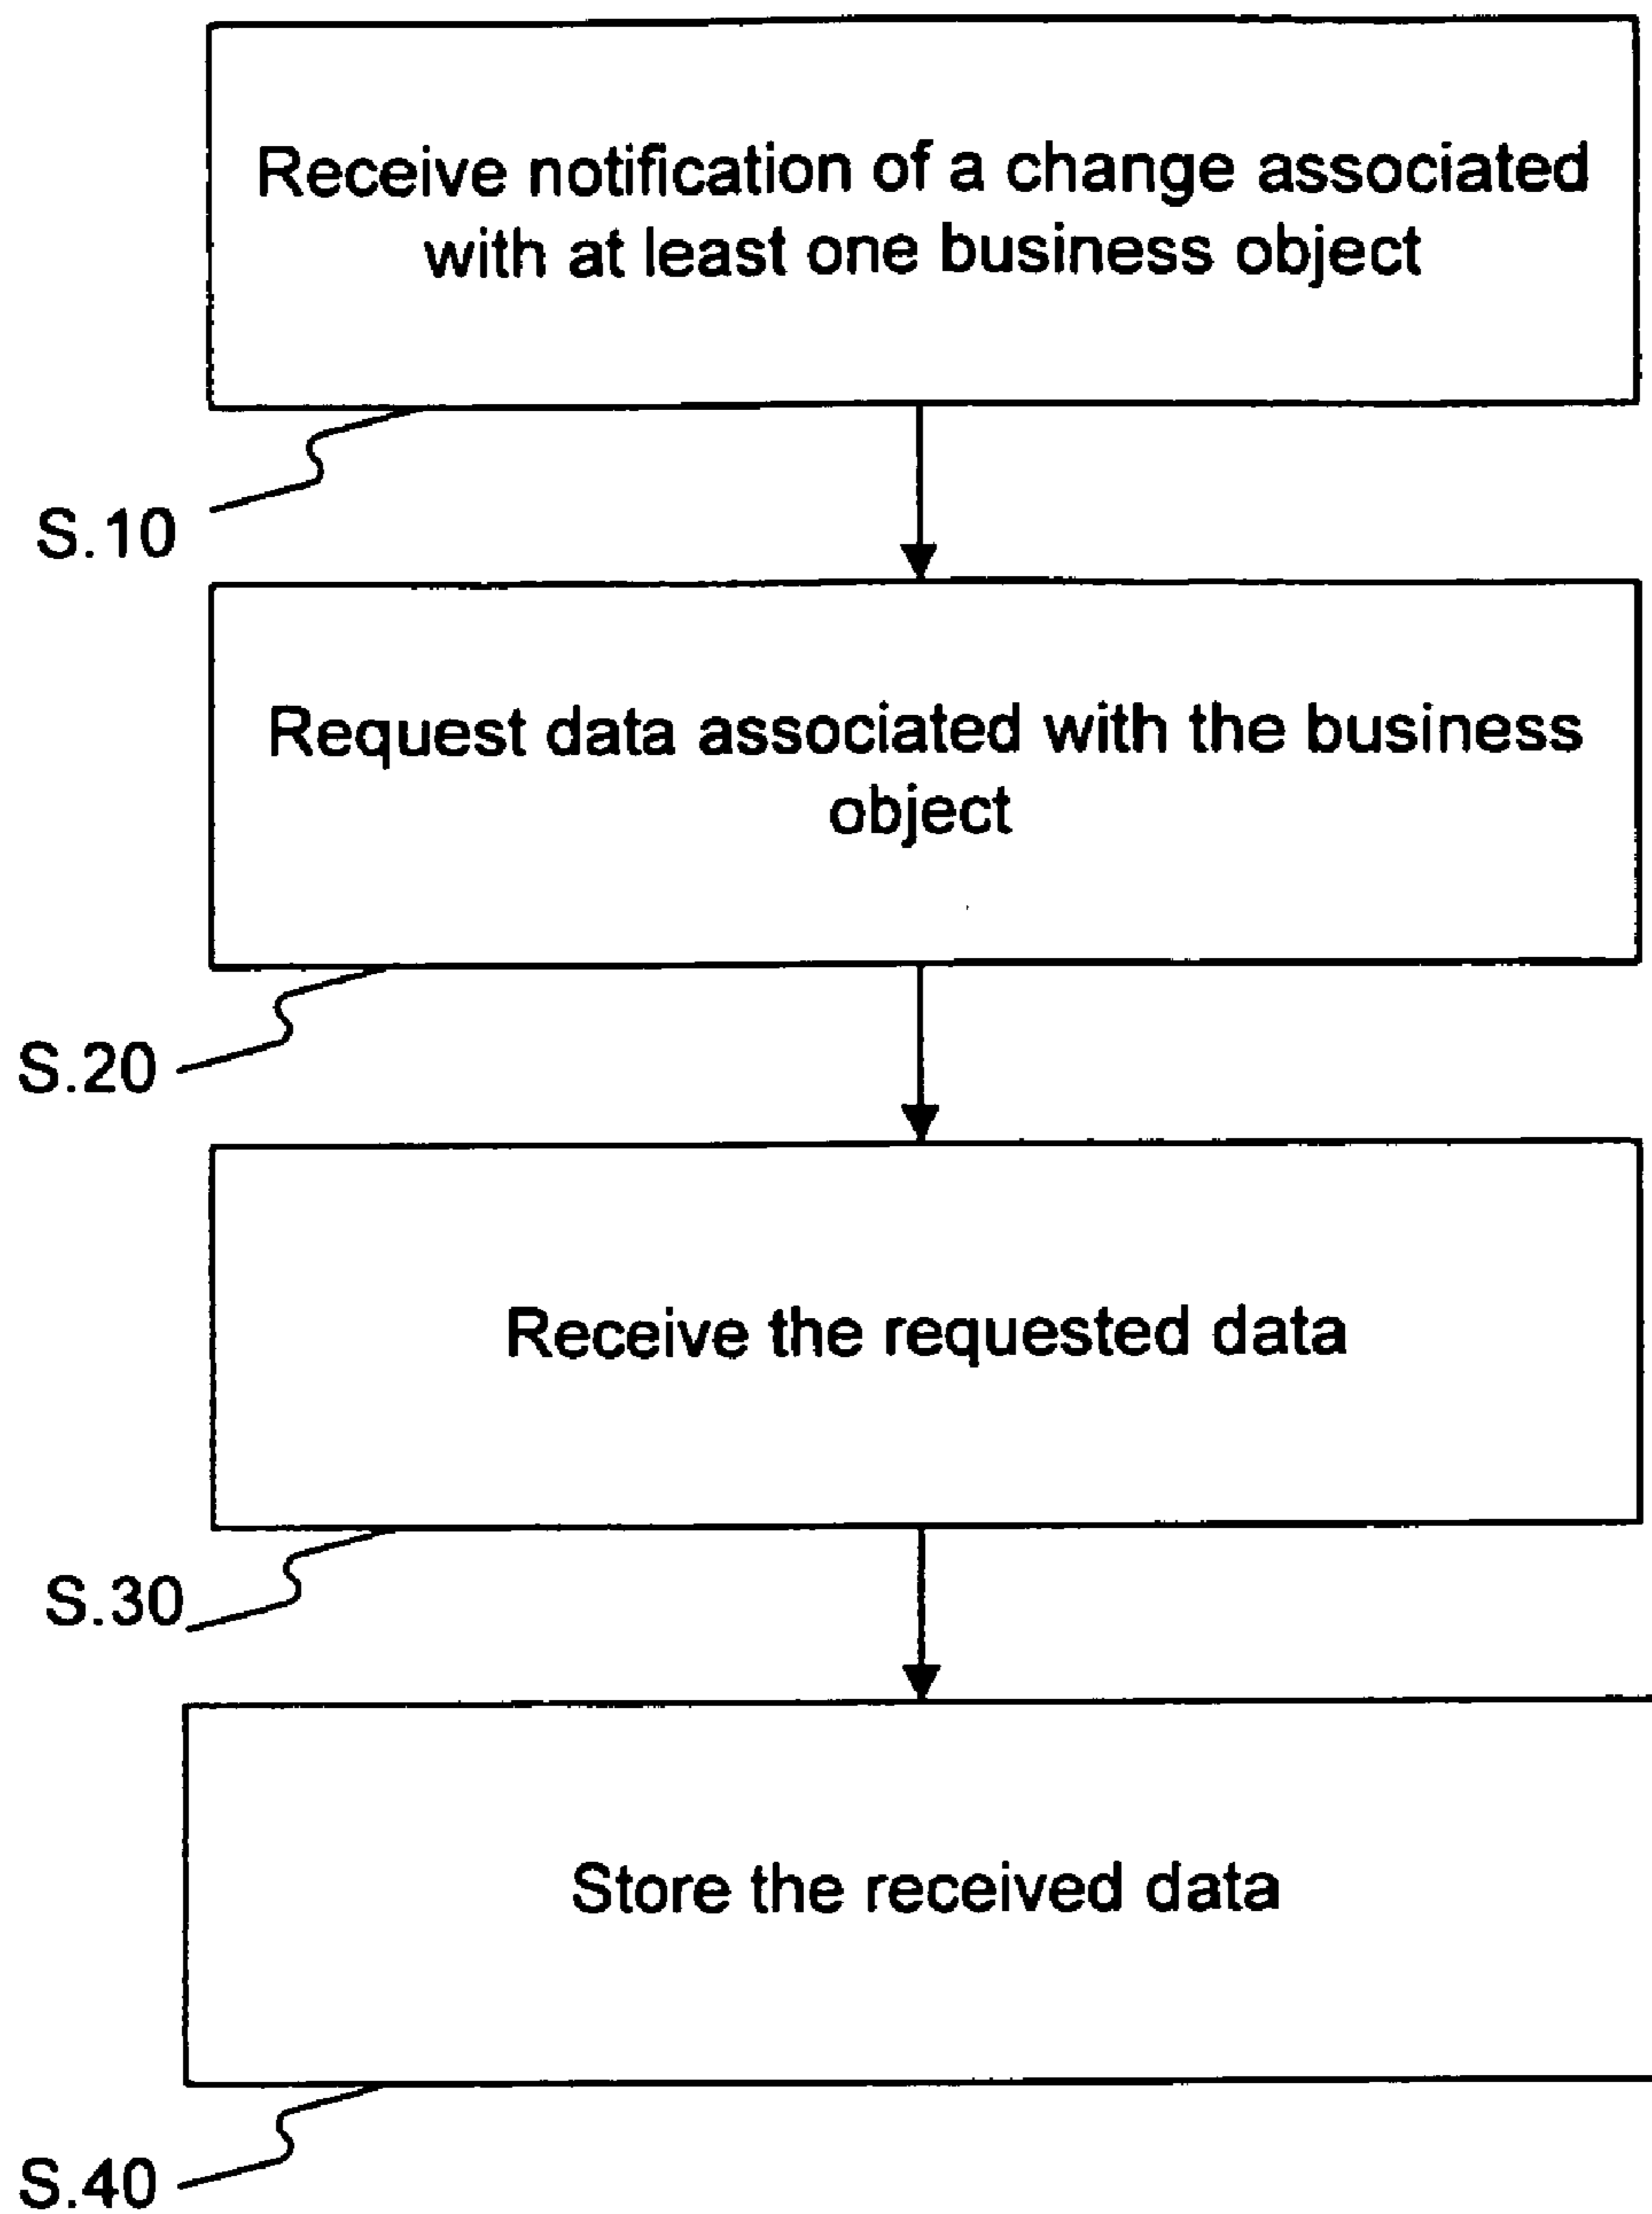 Receive notification of a change associated
with at least one business object
S.10
Request data associated with the business
object
S.20
Receive the requested data
S.30
Store the received data
S.40